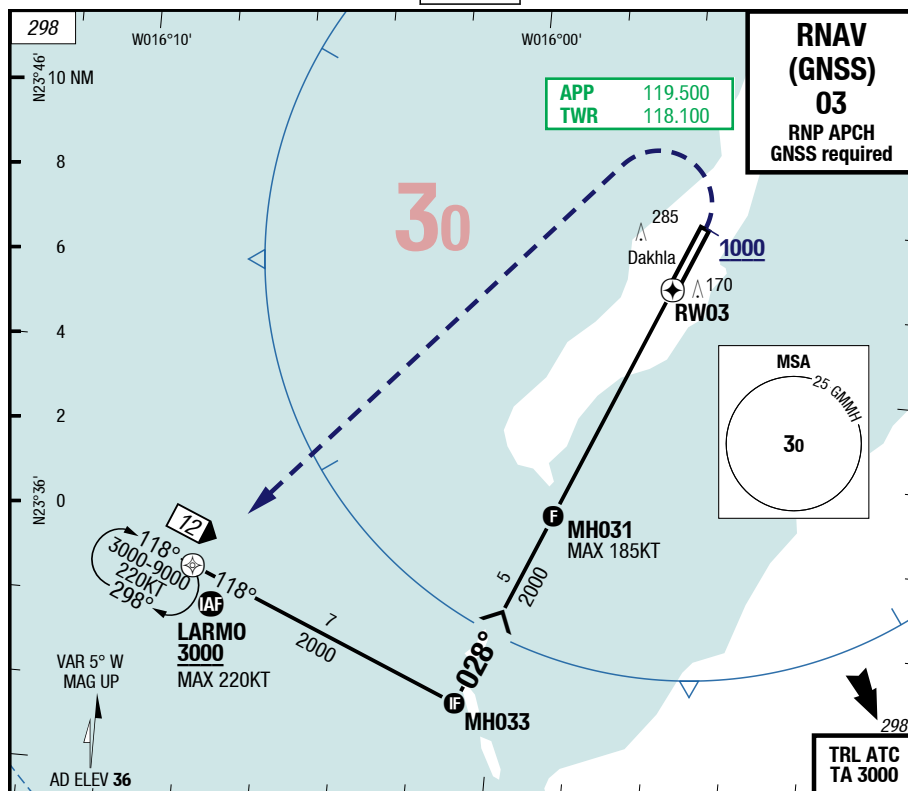 298
W016°10'
W016°00'
RNAV
(GNSS)
03
RNP APCH
GNSS required
N23°46'
10 NM
APP 119.500
TWR 118.100
8
30
6
285
Dakhla
1000
170
RW03
4
MSA
25 GMMH
30
2
N23°36'
0
12
MH031
MAX 185KT
F
118°
3000-9000
220KT
298°
118°
5
2000
IAF
LARMO
3000
MAX 220KT
7
2000
028°
VAR 5° W
MAG UP
IF
MH033
298
AD ELEV 36
TRL ATC
TA 3000